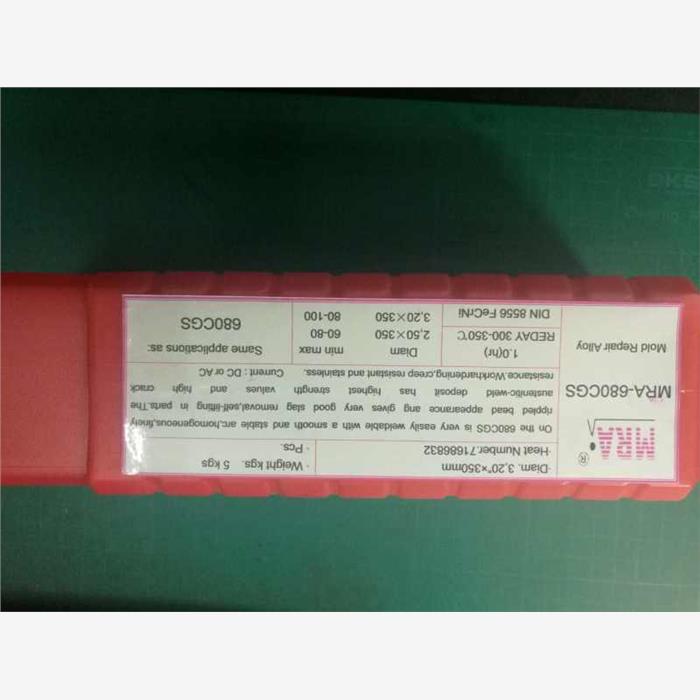 MRA ®
MRA-680CGS
Mold Repair Alloy
·Diam. 3,20"×350mm
· Weight kgs. 5 kgs
·Heat Number.71686832
· Pcs.
On the 680CGS is very easily weldable with a smooth and stable arc,homogeneous,finely
rippled bead appearance and gives very good slag removal,self-lifting in parts.The
austenitic-weld deposit has highest strength values and high crack
resistance.Workhardening,creep resistant and stainless. Current : DC or AC
1.0(hr) Diam min max Same applications as:
REDAY 300-350℃ 2,50×350 60-80
DIN 8556 FeCrNi 3,20×350 80-100 680CGS